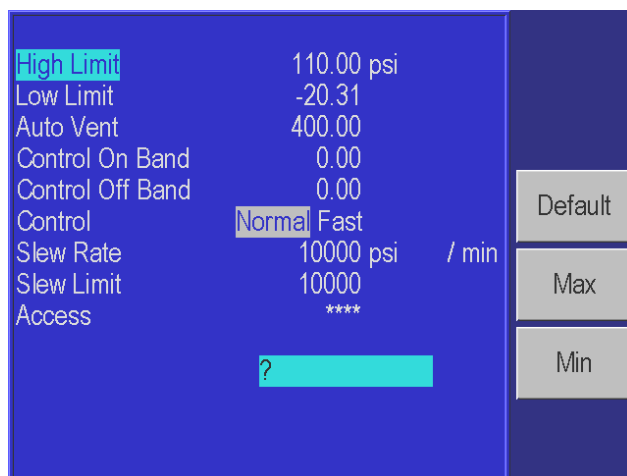 High Limit 110.00 psi
Low Limit -20.31
Auto Vent 400.00
Control On Band 0.00
Control Off Band 0.00
Control Normal Fast
Slew Rate 10000 psi / min
Slew Limit 10000
Access ****
?
Default
Max
Min